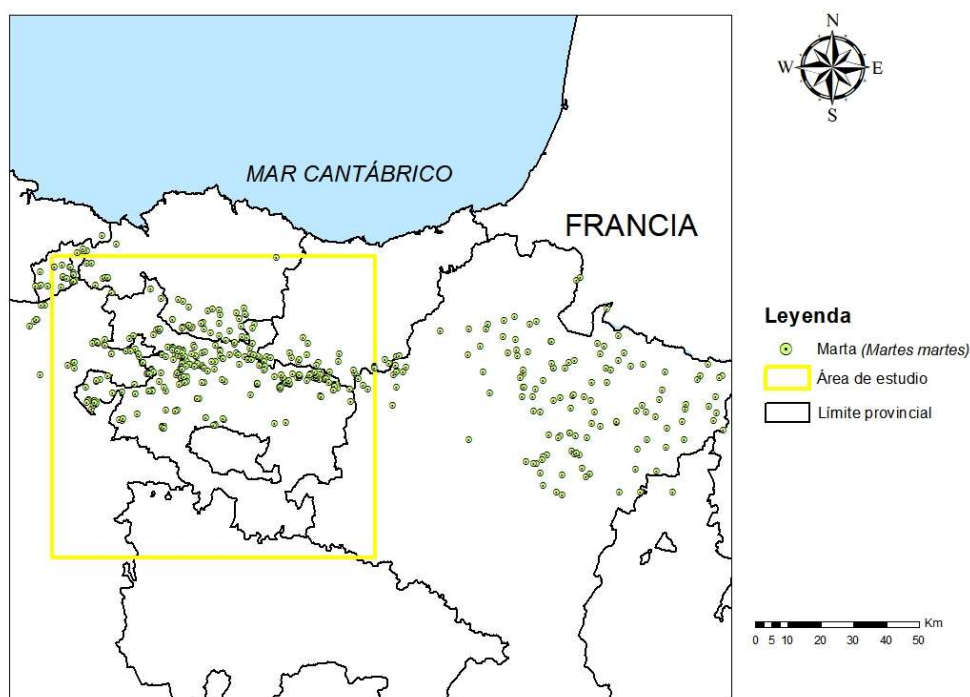 N
W E
S
MAR CANTÁBRICO
FRANCIA
Leyenda
Marta (Martes martes)
Área de estudio
Límite provincial
Km
0 5 10 20 30 40 50